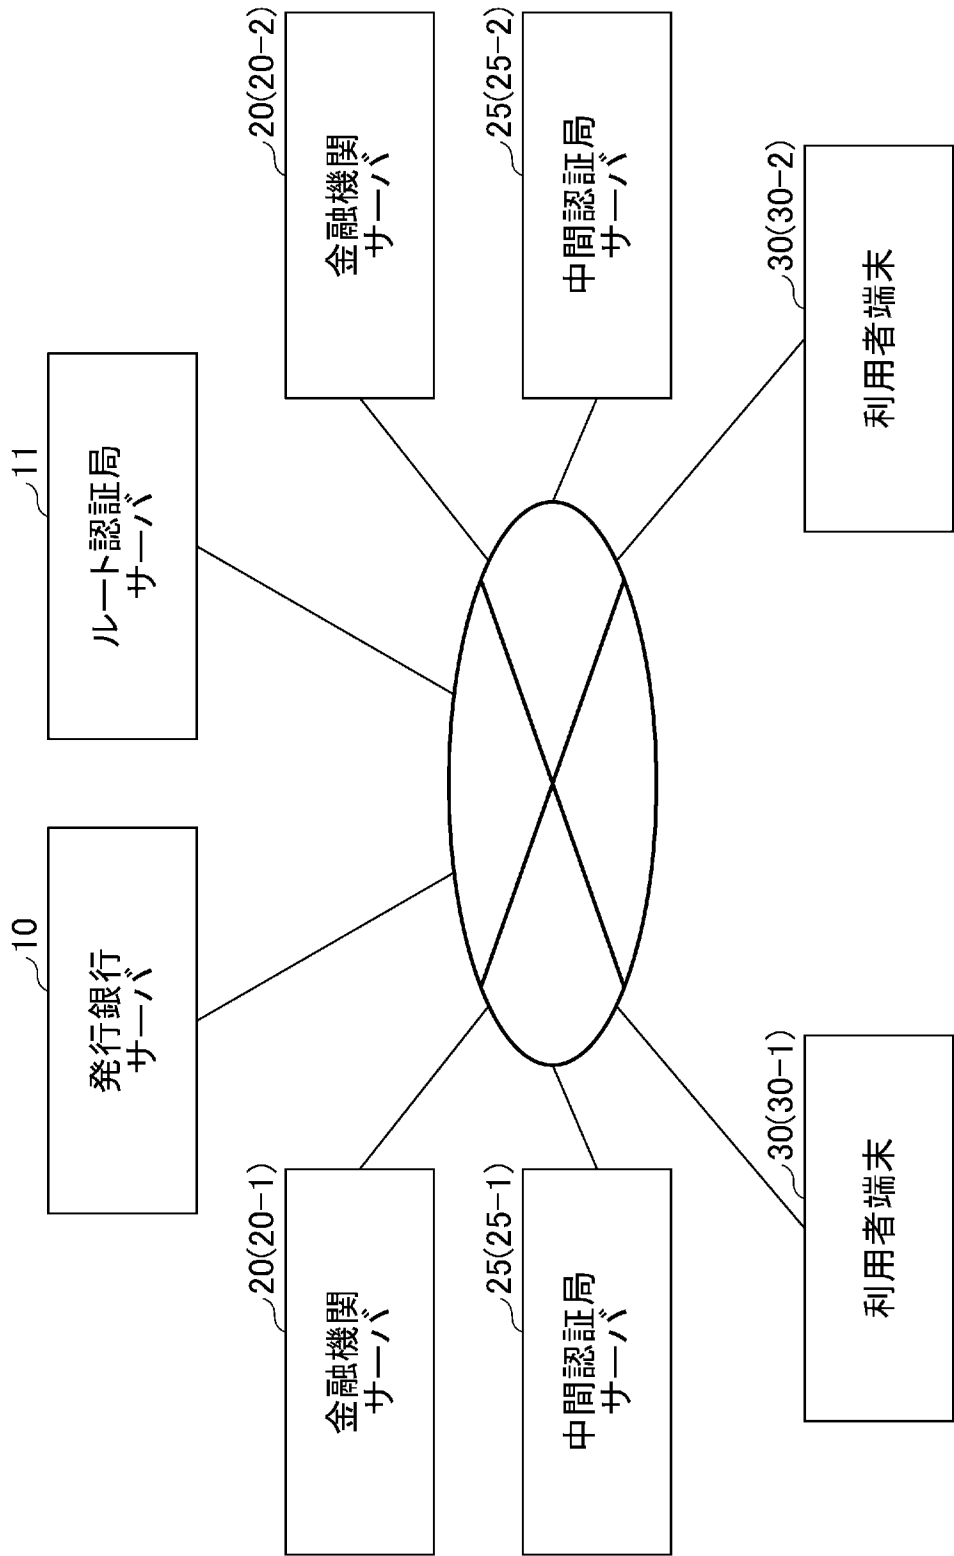 10
発行銀行
サーバ
11
ルート認証局
サーバ
20(20-1)
金融機関
サーバ
20(20-2)
金融機関
サーバ
25(25-1)
中間認証局
サーバ
25(25-2)
中間認証局
サーバ
30(30-1)
利用者端末
30(30-2)
利用者端末